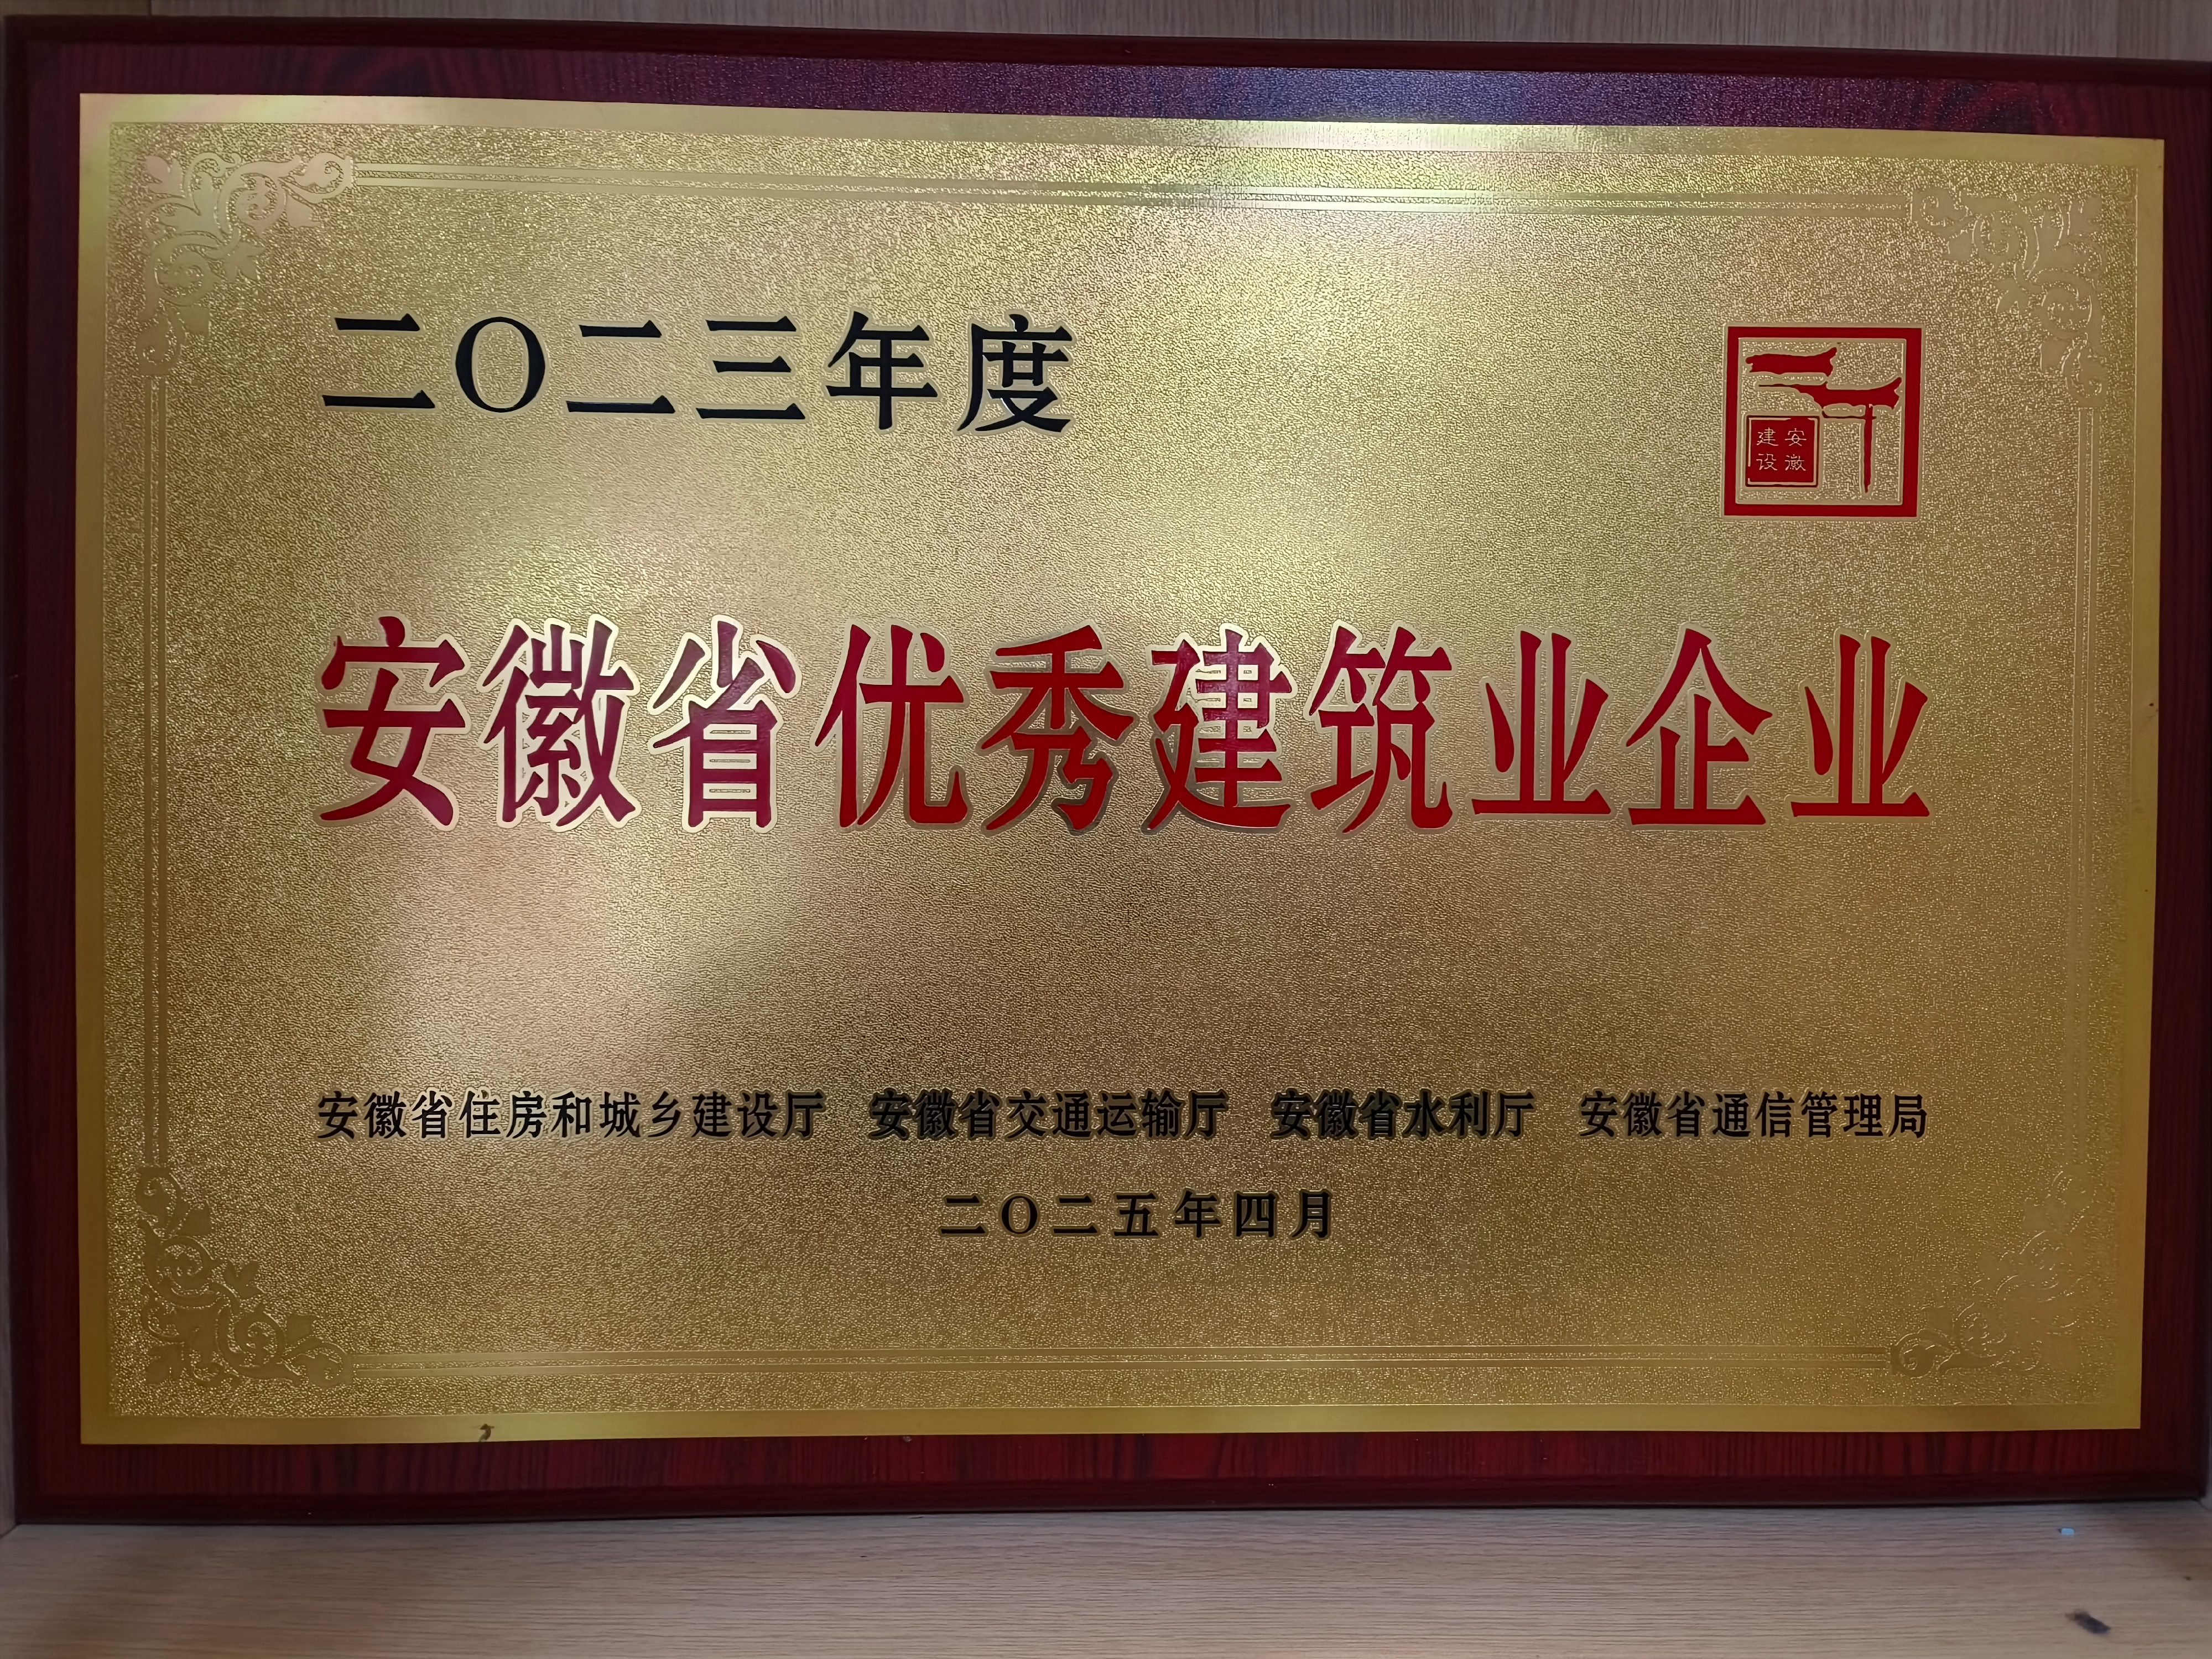 二〇二三年度
安徽
建设
安徽省优秀建筑业企业
安徽省住房和城乡建设厅 安徽省交通运输厅 安徽省水利厅 安徽省通信管理局
二〇二五年四月